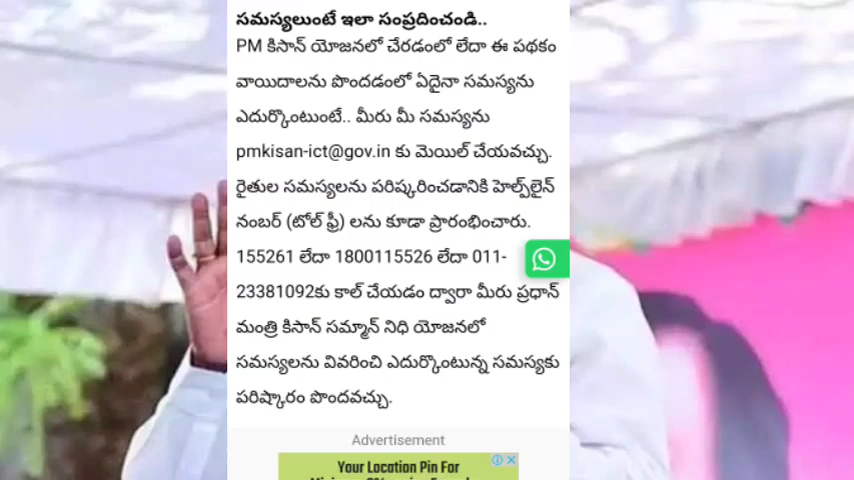 సమస్యలుంటే ఇలా సంప్రదించండి..
PM కిసాన్ యోజనలో చేరడంలో లేదా ఈ పథకం
వాయిదాలను పొందడంలో ఏదైనా సమస్యను
ఎదుర్కొంటుంటే.. మీరు మీ సమస్యను
pmkisan-ict@gov.in కు మెయిల్ చేయవచ్చు.
రైతుల సమస్యలను పరిష్కరించడానికి హెల్ప్‌లైన్
నంబర్ (టోల్ ఫ్రీ) లను కూడా ప్రారంభించారు.
155261 లేదా 1800115526 లేదా 011-
23381092కు కాల్ చేయడం ద్వారా మీరు ప్రధాన్
మంత్రి కిసాన్ సమ్మాన్ నిధి యోజనలో
సమస్యలను వివరించి ఎదుర్కొంటున్న సమస్యకు
పరిష్కారం పొందవచ్చు.
Advertisement
Your Location Pin For